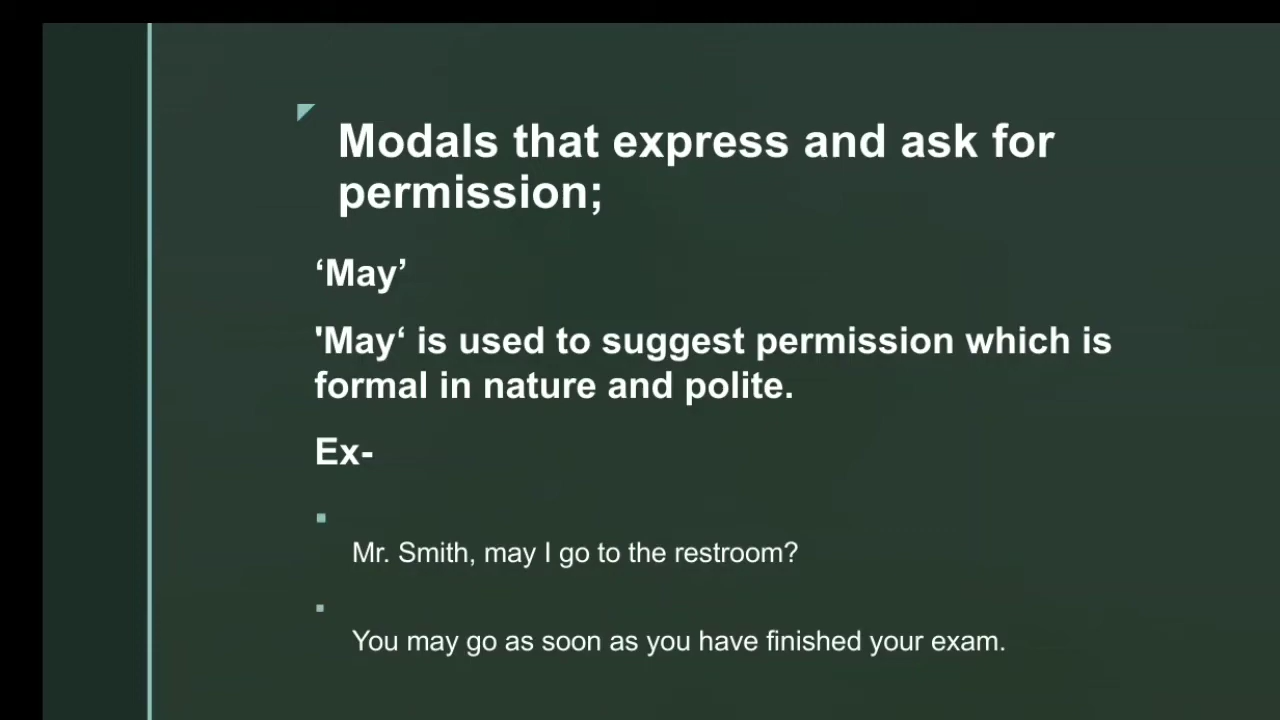 Modals that express and ask for
permission;
‘May’
'May‘ is used to suggest permission which is
formal in nature and polite.
Ex-
Mr. Smith, may I go to the restroom?
You may go as soon as you have finished your exam.